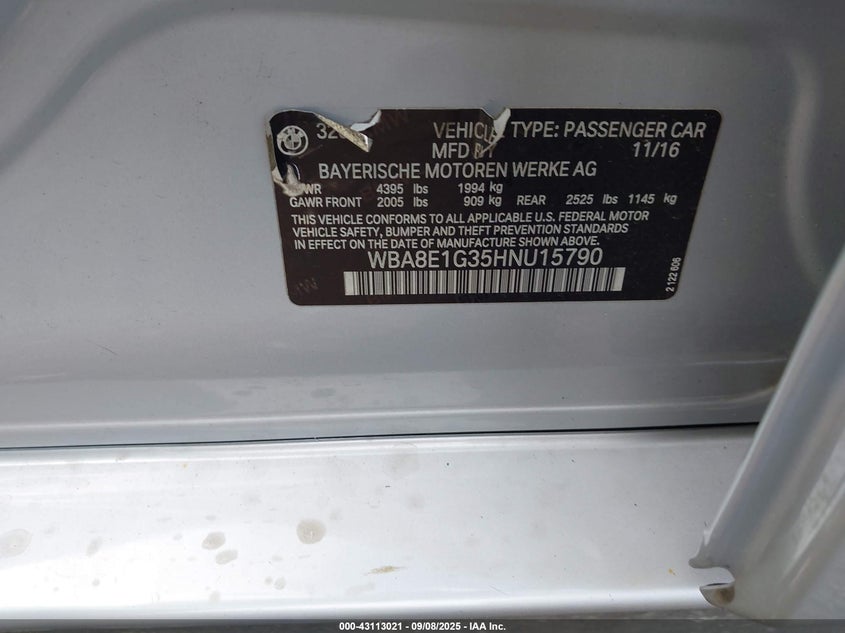 VEHICLE TYPE: PASSENGER CAR
MFD BY 11/16
BAYERISCHE MOTOREN WERKE AG
4395 lbs 1994 kg
GAWR FRONT 2005 lbs 909 kg REAR 2525 lbs 1145 kg
THIS VEHICLE CONFORMS TO ALL APPLICABLE U.S. FEDERAL MOTOR
VEHICLE SAFETY, BUMPER AND THEFT PREVENTION STANDARDS
IN EFFECT ON THE DATE OF MANUFACTURE SHOWN ABOVE.
WBA8E1G35HNU15790
2 122 606
000-43113021 - 09/08/2025 - IAA Inc.